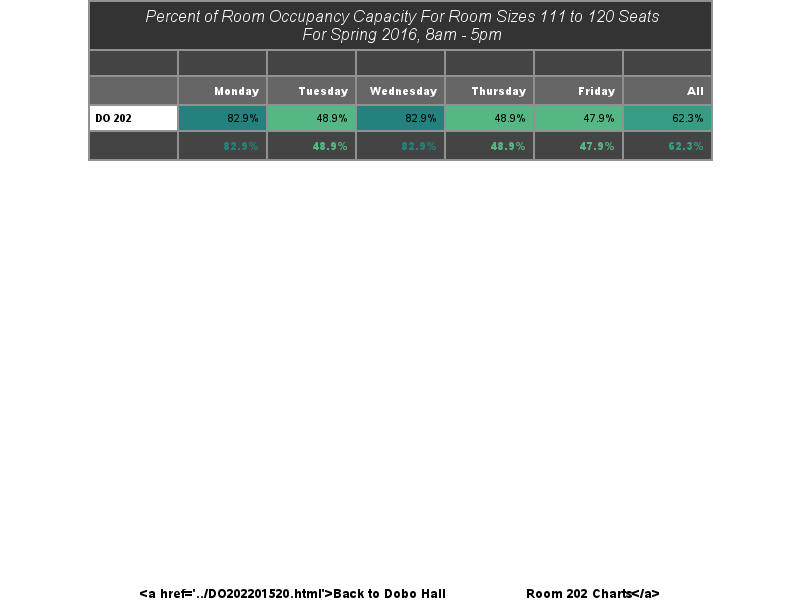 Percent of Room Occupancy Capacity For Room Sizes 111 to 120 Seats
For Spring 2016, 8am - 5pm
Monday Tuesday Wednesday Thursday Friday All
DO 202 82.9% 48.9% 82.9% 48.9% 47.9% 62.3%
82.9% 48.9% 82.9% 48.9% 47.9% 62.3%
<a href='../DO202201520.html'>Back to Dobo Hall Room 202 Charts</a>